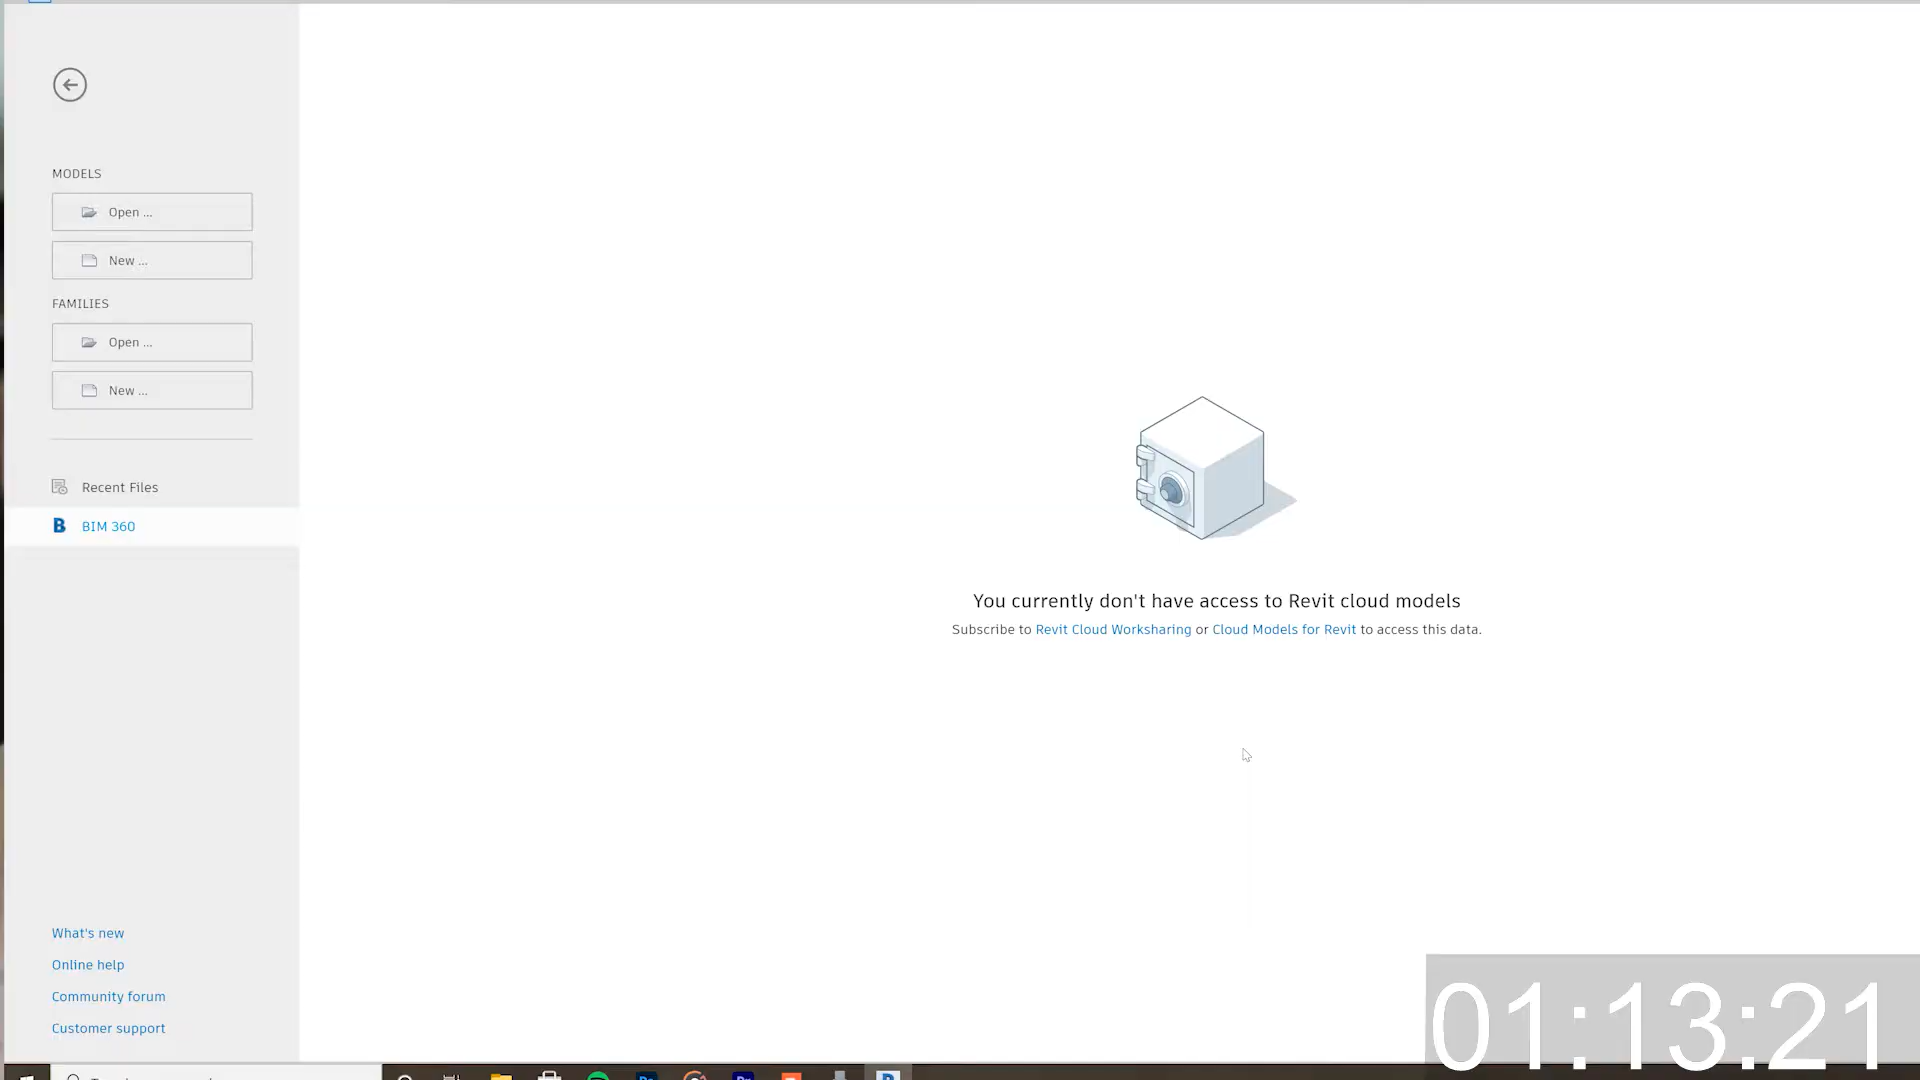 MODELS
Open ...
New ...
FAMILIES
Open ...
New ...
Recent Files
B BIM 360
You currently don't have access to Revit cloud models
Subscribe to Revit Cloud Worksharing or Cloud Models for Revit to access this data.
What's new
Online help
Community forum
Customer support
01:13:21